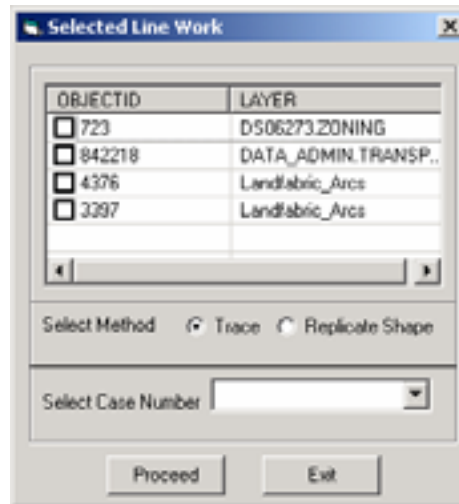 Selected Line Work
OBJECTID LAYER
723 DS06273.ZONING
842218 DATA_ADMIN.TRANSP..
4376 Landfabric_Arcs
3397 Landfabric_Arcs
Select Method Trace Replicate Shape
Select Case Number
Proceed Exit